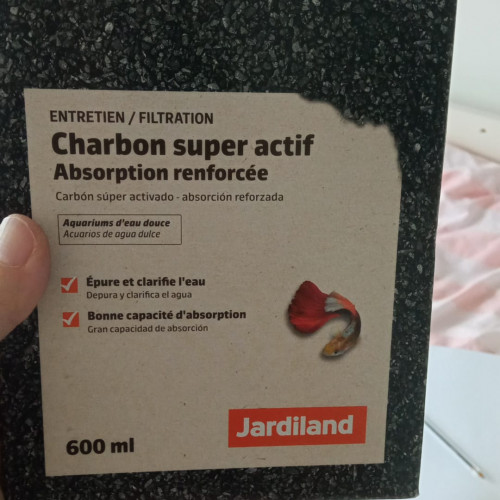 ENTRETIEN / FILTRATION
Charbon super actif
Absorption renforcée
Carbón súper activado - absorción reforzada
Aquariums d'eau douce
Acuarios de agua dulce
Épure et clarifie l'eau
Depura y clarifica el agua
Bonne capacité d'absorption
Gran capacidad de absorción
Jardiland
600 ml